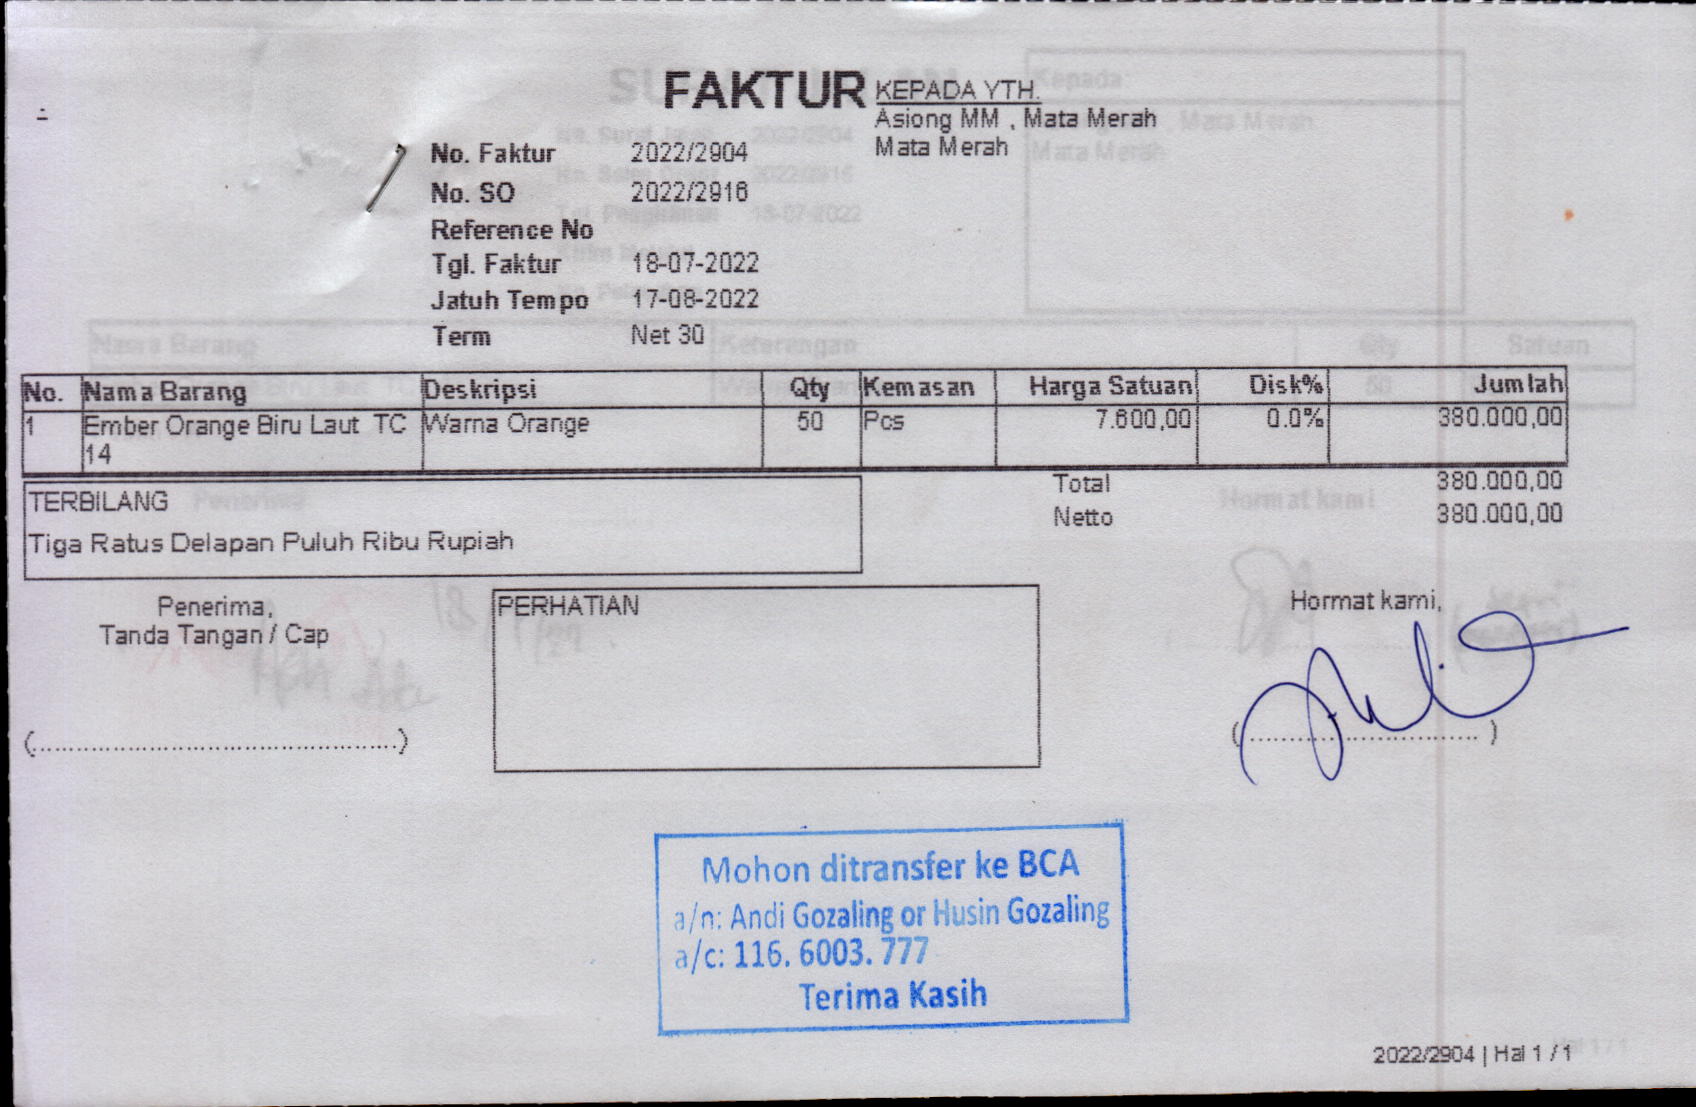 FAKTUR
KEPADA YTH.
Asiong MM , Mata Merah
Mata Merah
No. Faktur 2022/2904
No. SO 2022/2916
Reference No
Tgl. Faktur 18-07-2022
Jatuh Tempo 17-08-2022
Term Net 30
No. Nama Barang Deskripsi Qty Kemasan Harga Satuan Disk% Jumlah
1 Ember Orange Biru Laut TC Warna Orange 50 Pcs 7.600,00 0.0% 380.000,00
14
Total 380.000,00
Netto 380.000,00
TERBILANG
Tiga Ratus Delapan Puluh Ribu Rupiah
Penerima,
Tanda Tangan / Cap
PERHATIAN
Hormat kami,
Mohon ditransfer ke BCA
a/n: Andi Gozaling or Husin Gozaling
a/c: 116. 6003. 777
Terima Kasih
2022/2904 | Hal 1 / 1